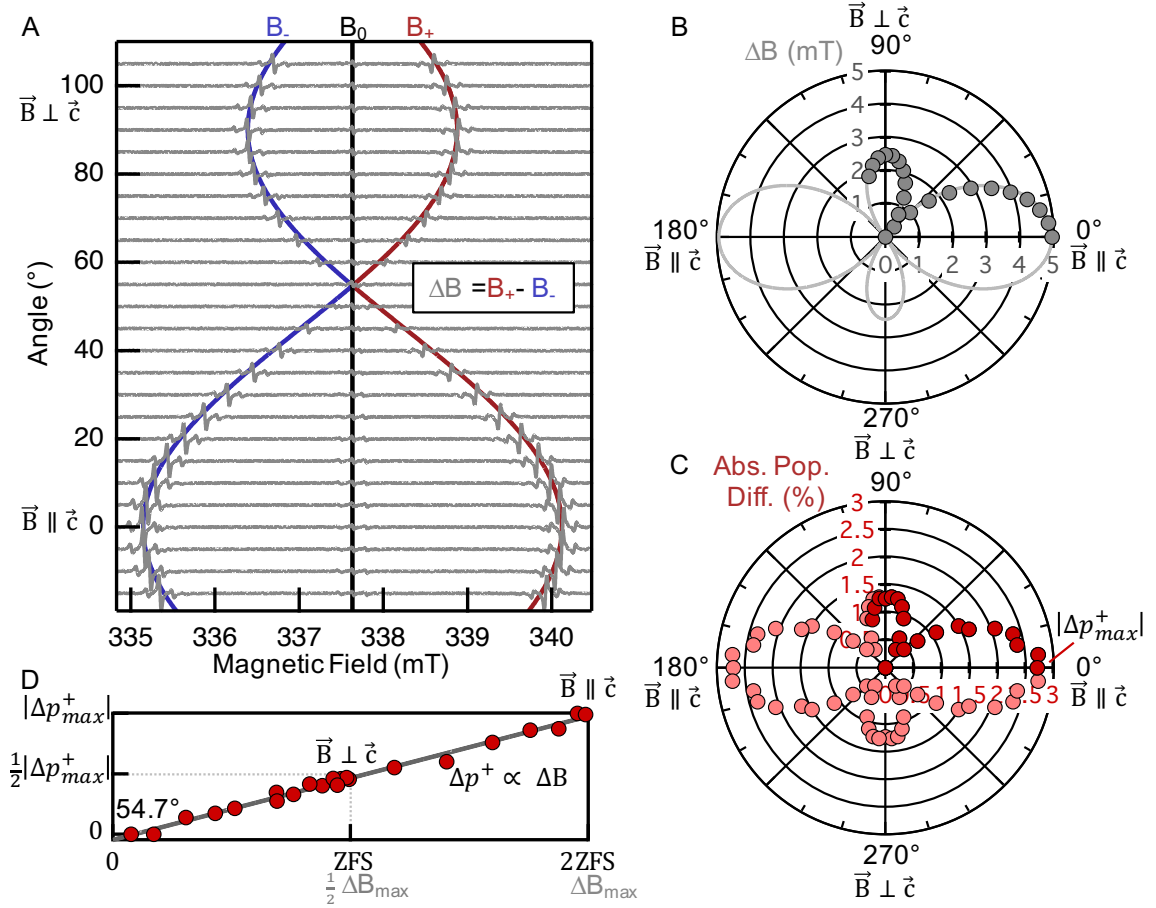 A
B₋ B₀ B₊
100
B⃗ ⊥ c⃗
80
60
40
20
B⃗ ∥ c⃗ 0
Angle (°)
ΔB =B₊- B₋
335 336 337 338 339 340
Magnetic Field (mT)
B
B⃗ ⊥ c⃗
90°
ΔB (mT)
5
4
3
2
1
0 1 2 3 4 5
180°
B⃗ ∥ c⃗
0°
B⃗ ∥ c⃗
270°
B⃗ ⊥ c⃗
C
Abs. Pop.
Diff. (%)
90°
3
2.5
2
1.5
1
|Δp⁺ₘₐₓ|
180°
B⃗ ∥ c⃗
0°
B⃗ ∥ c⃗
3
270°
B⃗ ⊥ c⃗
D
B⃗ ∥ c⃗
|Δp⁺ₘₐₓ|
½|Δp⁺ₘₐₓ|
0
B⃗ ⊥ c⃗
Δp⁺ ∝ ΔB
54.7°
0 ZFS 2ZFS
½ ΔBₘₐₓ ΔBₘₐₓ